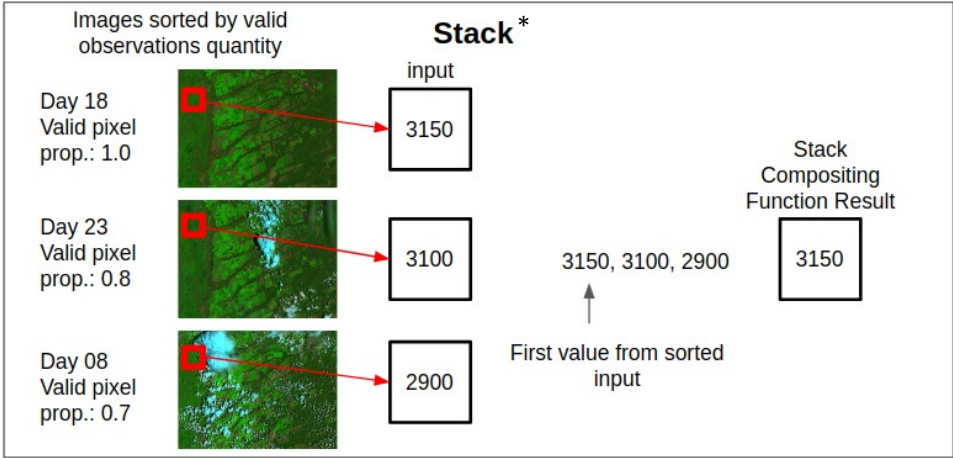 Images sorted by valid
observations quantity
Stack*
input
Day 18
Valid pixel
prop.: 1.0
3150
Day 23
Valid pixel
prop.: 0.8
3100
Day 08
Valid pixel
prop.: 0.7
2900
3150, 3100, 2900
First value from sorted
input
Stack
Compositing
Function Result
3150